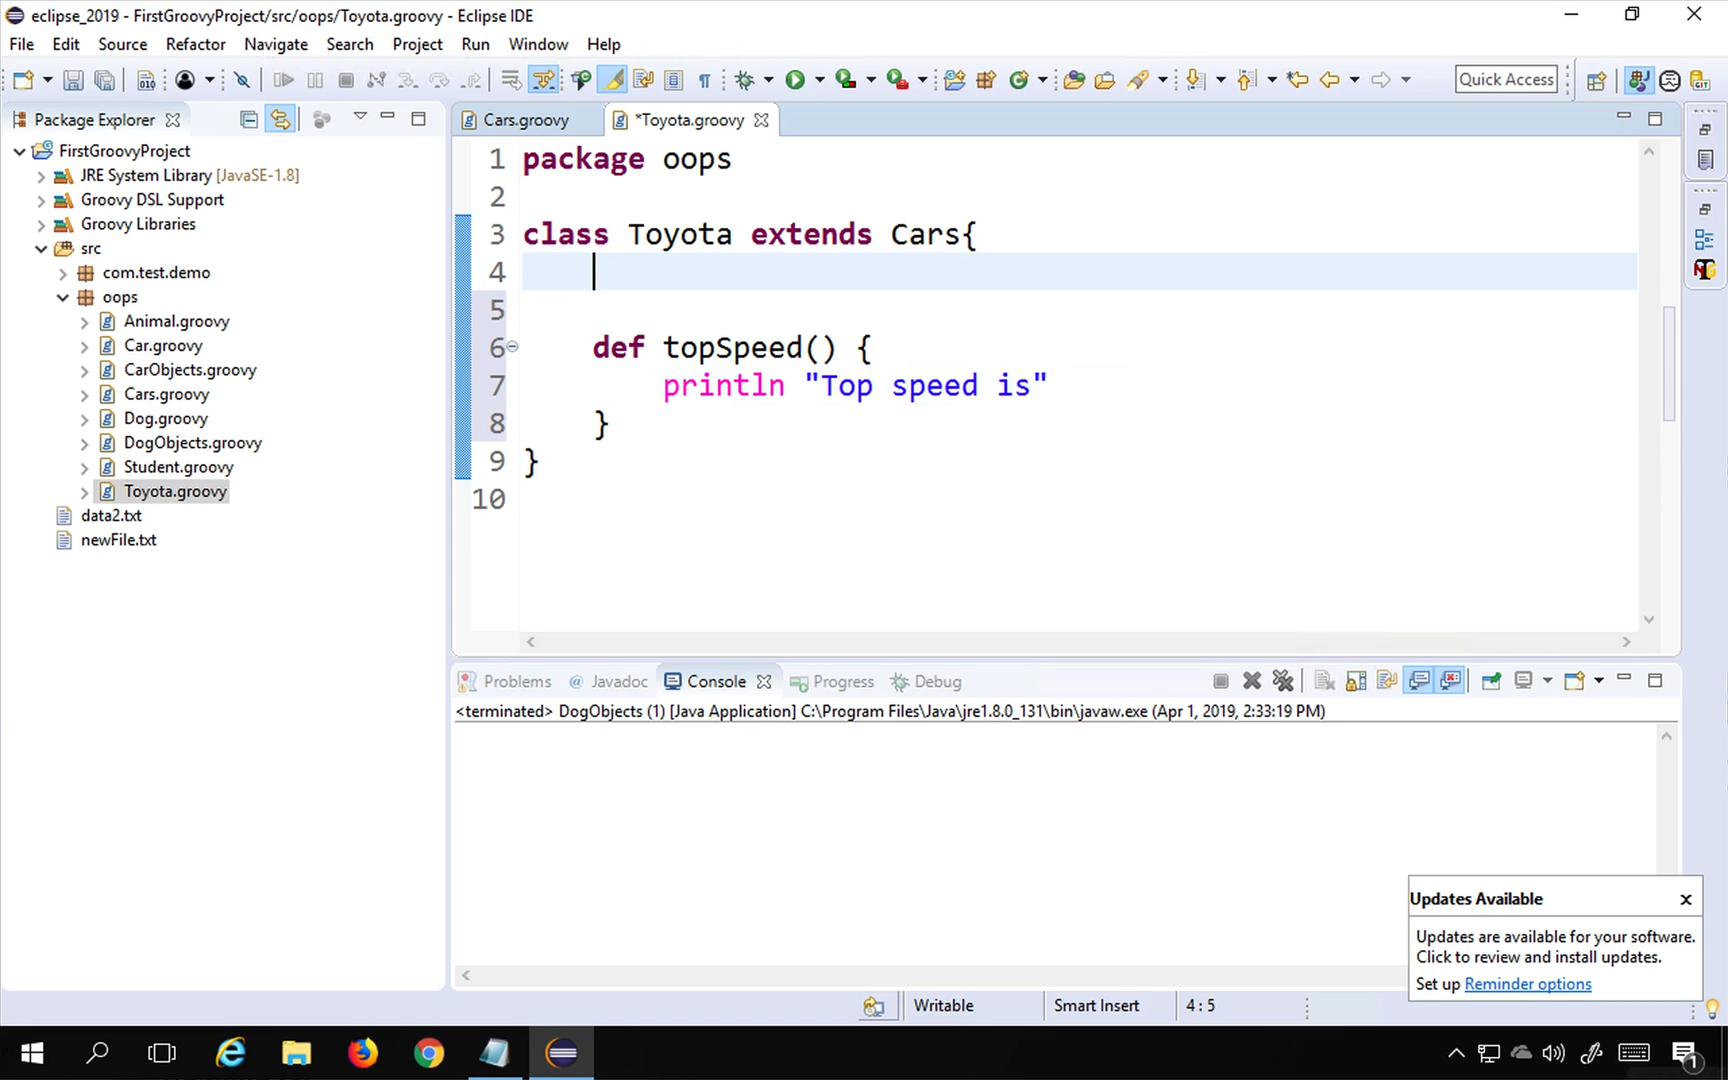 eclipse_2019 - FirstGroovyProject/src/oops/Toyota.groovy - Eclipse IDE
File Edit Source Refactor Navigate Search Project Run Window Help
Quick Access
Package Explorer
FirstGroovyProject
JRE System Library [JavaSE-1.8]
Groovy DSL Support
Groovy Libraries
src
com.test.demo
oops
Animal.groovy
Car.groovy
CarObjects.groovy
Cars.groovy
Dog.groovy
DogObjects.groovy
Student.groovy
Toyota.groovy
data2.txt
newFile.txt
Cars.groovy *Toyota.groovy
1 package oops
2
3 class Toyota extends Cars{
4
5
6 def topSpeed() {
7 println "Top speed is"
8 }
9 }
10
Problems @ Javadoc Console Progress Debug
<terminated> DogObjects (1) [Java Application] C:\Program Files\Java\jre1.8.0_131\bin\javaw.exe (Apr 1, 2019, 2:33:19 PM)
Updates Available
Updates are available for your software.
Click to review and install updates.
Set up Reminder options
Writable Smart Insert 4 : 5
1